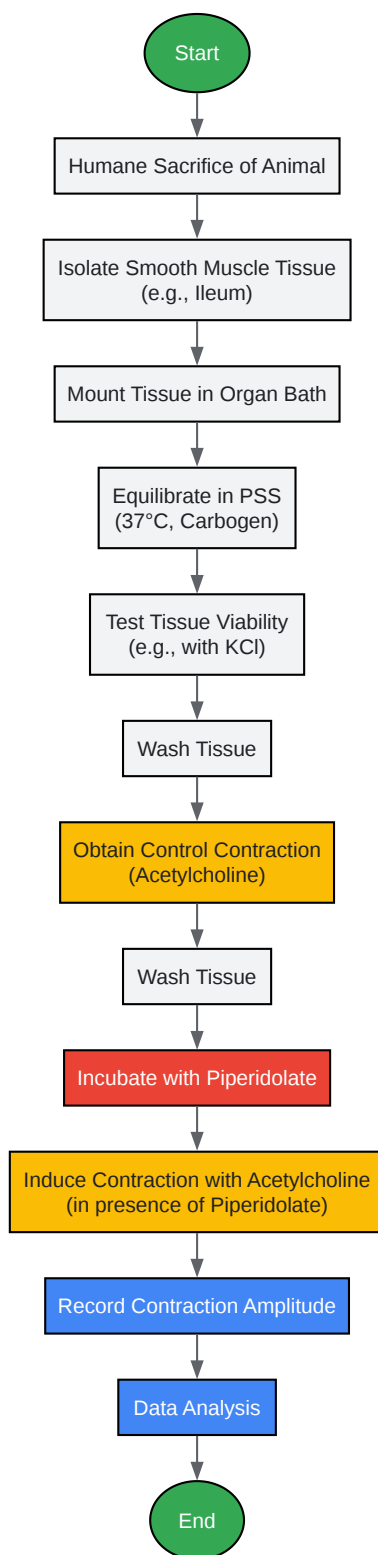 Start
Humane Sacrifice of Animal
Isolate Smooth Muscle Tissue
(e.g., Ileum)
Mount Tissue in Organ Bath
Equilibrate in PSS
(37°C, Carbogen)
Test Tissue Viability
(e.g., with KCl)
Wash Tissue
Obtain Control Contraction
(Acetylcholine)
Wash Tissue
Incubate with Piperidolate
Induce Contraction with Acetylcholine
(in presence of Piperidolate)
Record Contraction Amplitude
Data Analysis
End